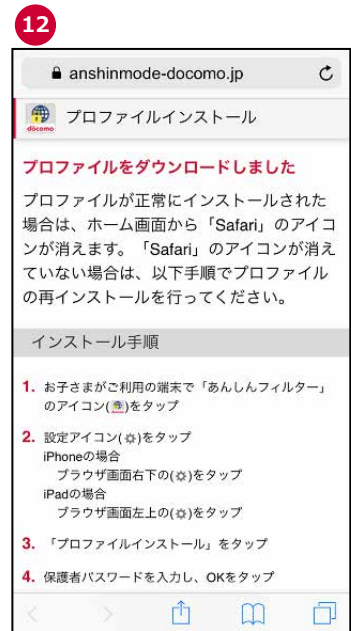 12
anshinmode-docomo.jp
docomo
プロファイルインストール
プロファイルをダウンロードしました
プロファイルが正常にインストールされた
場合は、ホーム画面から「Safari」のアイコ
ンが消えます。「Safari」のアイコンが消え
ていない場合は、以下手順でプロファイル
の再インストールを行ってください。
インストール手順
1. お子さまがご利用の端末で「あんしんフィルター」
のアイコン()をタップ
2. 設定アイコン()をタップ
iPhoneの場合
ブラウザ画面右下の()をタップ
iPadの場合
ブラウザ画面左上の()をタップ
3. 「プロファイルインストール」をタップ
4. 保護者パスワードを入力し、OKをタップ